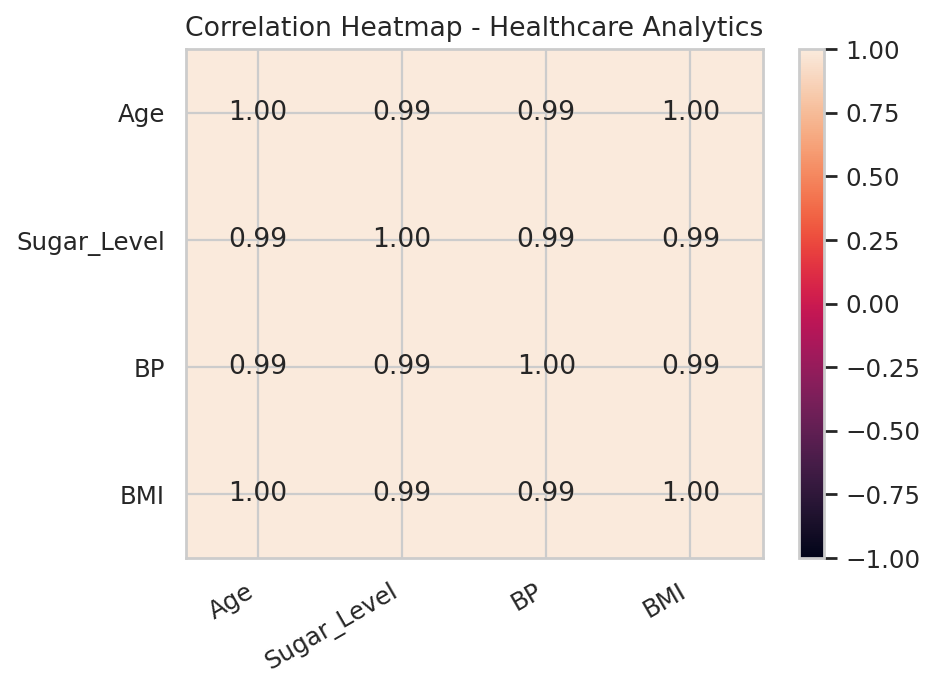 Correlation Heatmap - Healthcare Analytics
Age 1.00 0.99 0.99 1.00
Sugar_Level 0.99 1.00 0.99 0.99
BP 0.99 0.99 1.00 0.99
BMI 1.00 0.99 0.99 1.00
Age Sugar_Level BP BMI
1.00
0.75
0.50
0.25
0.00
−0.25
−0.50
−0.75
−1.00